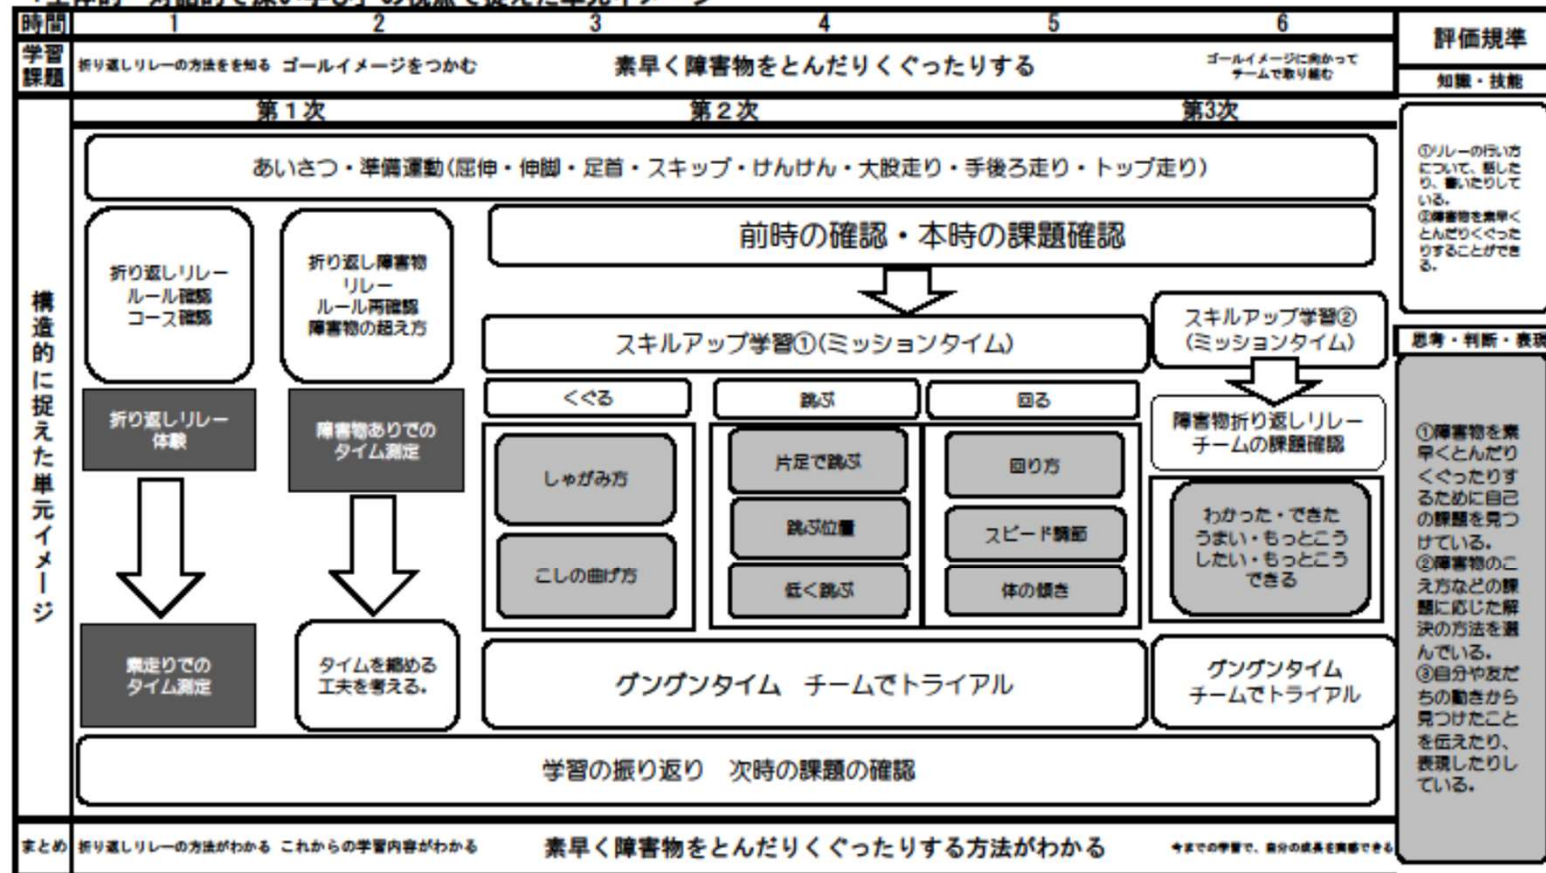 「主体的・対話的で深い学び」の視点で捉えた単元イメージ
時間 1 2 3 4 5 6
学習
課題
折り返しリレーの方法をを知る
ゴールイメージをつかむ
素早く障害物をとんだりくぐったりする
ゴールイメージに向かって
チームで取り組む
第1次
第2次
第3次
構造的に捉えた単元イメージ
あいさつ・準備運動(屈伸・伸脚・足首・スキップ・けんけん・大股走り・手後ろ走り・トップ走り)
折り返しリレー
ルール確認
コース確認
折り返しリレー
体験
素走りでの
タイム測定
折り返し障害物
リレー
ルール再確認
障害物の超え方
障害物ありでの
タイム測定
タイムを縮める
工夫を考える。
前時の確認・本時の課題確認
スキルアップ学習①(ミッションタイム)
くぐる
しゃがみ方
こしの曲げ方
跳ぶ
片足で跳ぶ
跳ぶ位置
低く跳ぶ
回る
回り方
スピード調節
体の傾き
グングンタイム チームでトライアル
スキルアップ学習②
(ミッションタイム)
障害物折り返しリレー
チームの課題確認
わかった・できた
うまい・もっとこう
したい・もっとこう
できる
グングンタイム
チームでトライアル
学習の振り返り 次時の課題の確認
まとめ
折り返しリレーの方法がわかる
これからの学習内容がわかる
素早く障害物をとんだりくぐったりする方法がわかる
今までの学習で、自分の成長を実感できる
評価規準
知識・技能
①リレーの行い方
について、話した
り、書いたりして
いる。
②障害物を素早く
とんだりくぐった
りすることができ
る。
思考・判断・表現
①障害物を素
早くとんだり
くぐったりす
るために自己
の課題を見つ
けている。
②障害物のこ
え方などの課
題に応じた解
決の方法を選
んでいる。
③自分や友だ
ちの動きから
見つけたこと
を伝えたり、
表現したりし
ている。